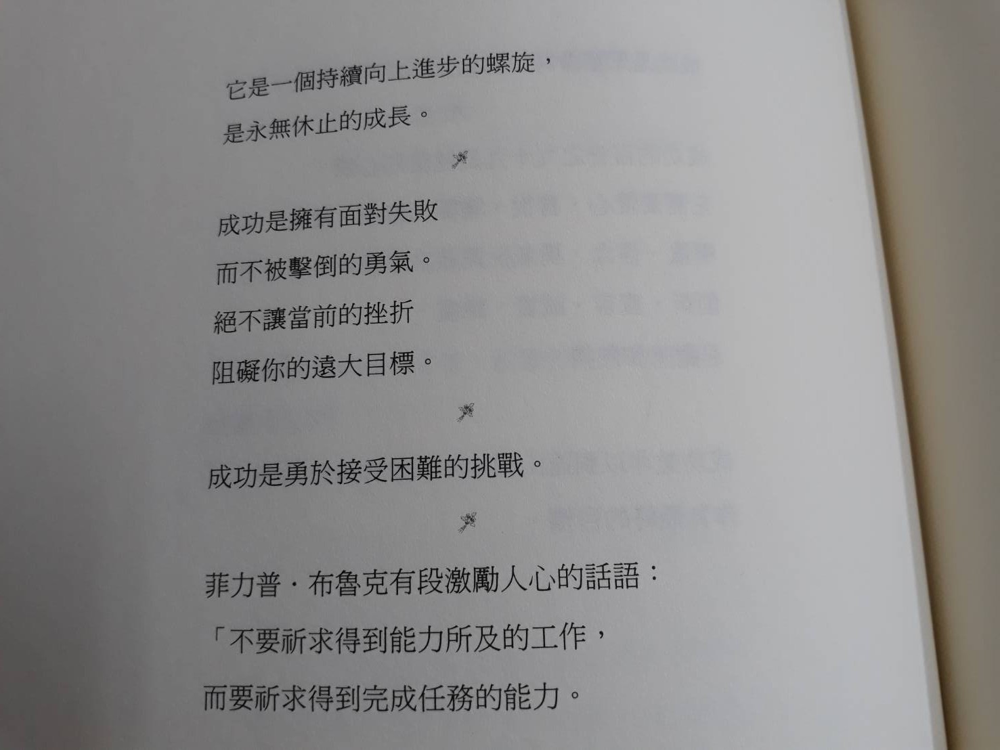 它是一個持續向上進步的螺旋，
是永無休止的成長。
成功是擁有面對失敗
而不被擊倒的勇氣。
絕不讓當前的挫折
阻礙你的遠大目標。
成功是勇於接受困難的挑戰。
菲力普．布魯克有段激勵人心的話語：
「不要祈求得到能力所及的工作，
而要祈求得到完成任務的能力。